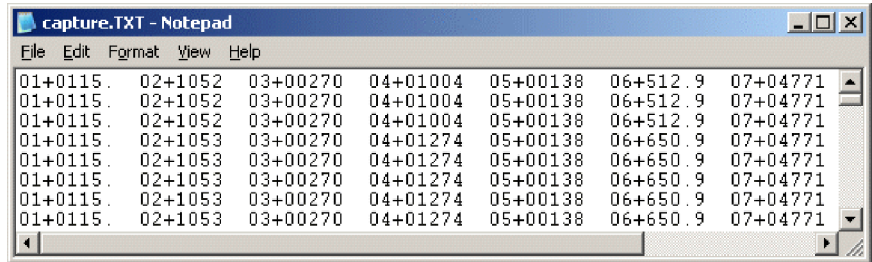 capture.TXT - Notepad
File Edit Format View Help
01+0115. 02+1052 03+00270 04+01004 05+00138 06+512.9 07+04771
01+0115. 02+1052 03+00270 04+01004 05+00138 06+512.9 07+04771
01+0115. 02+1052 03+00270 04+01004 05+00138 06+512.9 07+04771
01+0115. 02+1053 03+00270 04+01274 05+00138 06+650.9 07+04771
01+0115. 02+1053 03+00270 04+01274 05+00138 06+650.9 07+04771
01+0115. 02+1053 03+00270 04+01274 05+00138 06+650.9 07+04771
01+0115. 02+1053 03+00270 04+01274 05+00138 06+650.9 07+04771
01+0115. 02+1053 03+00270 04+01274 05+00138 06+650.9 07+04771